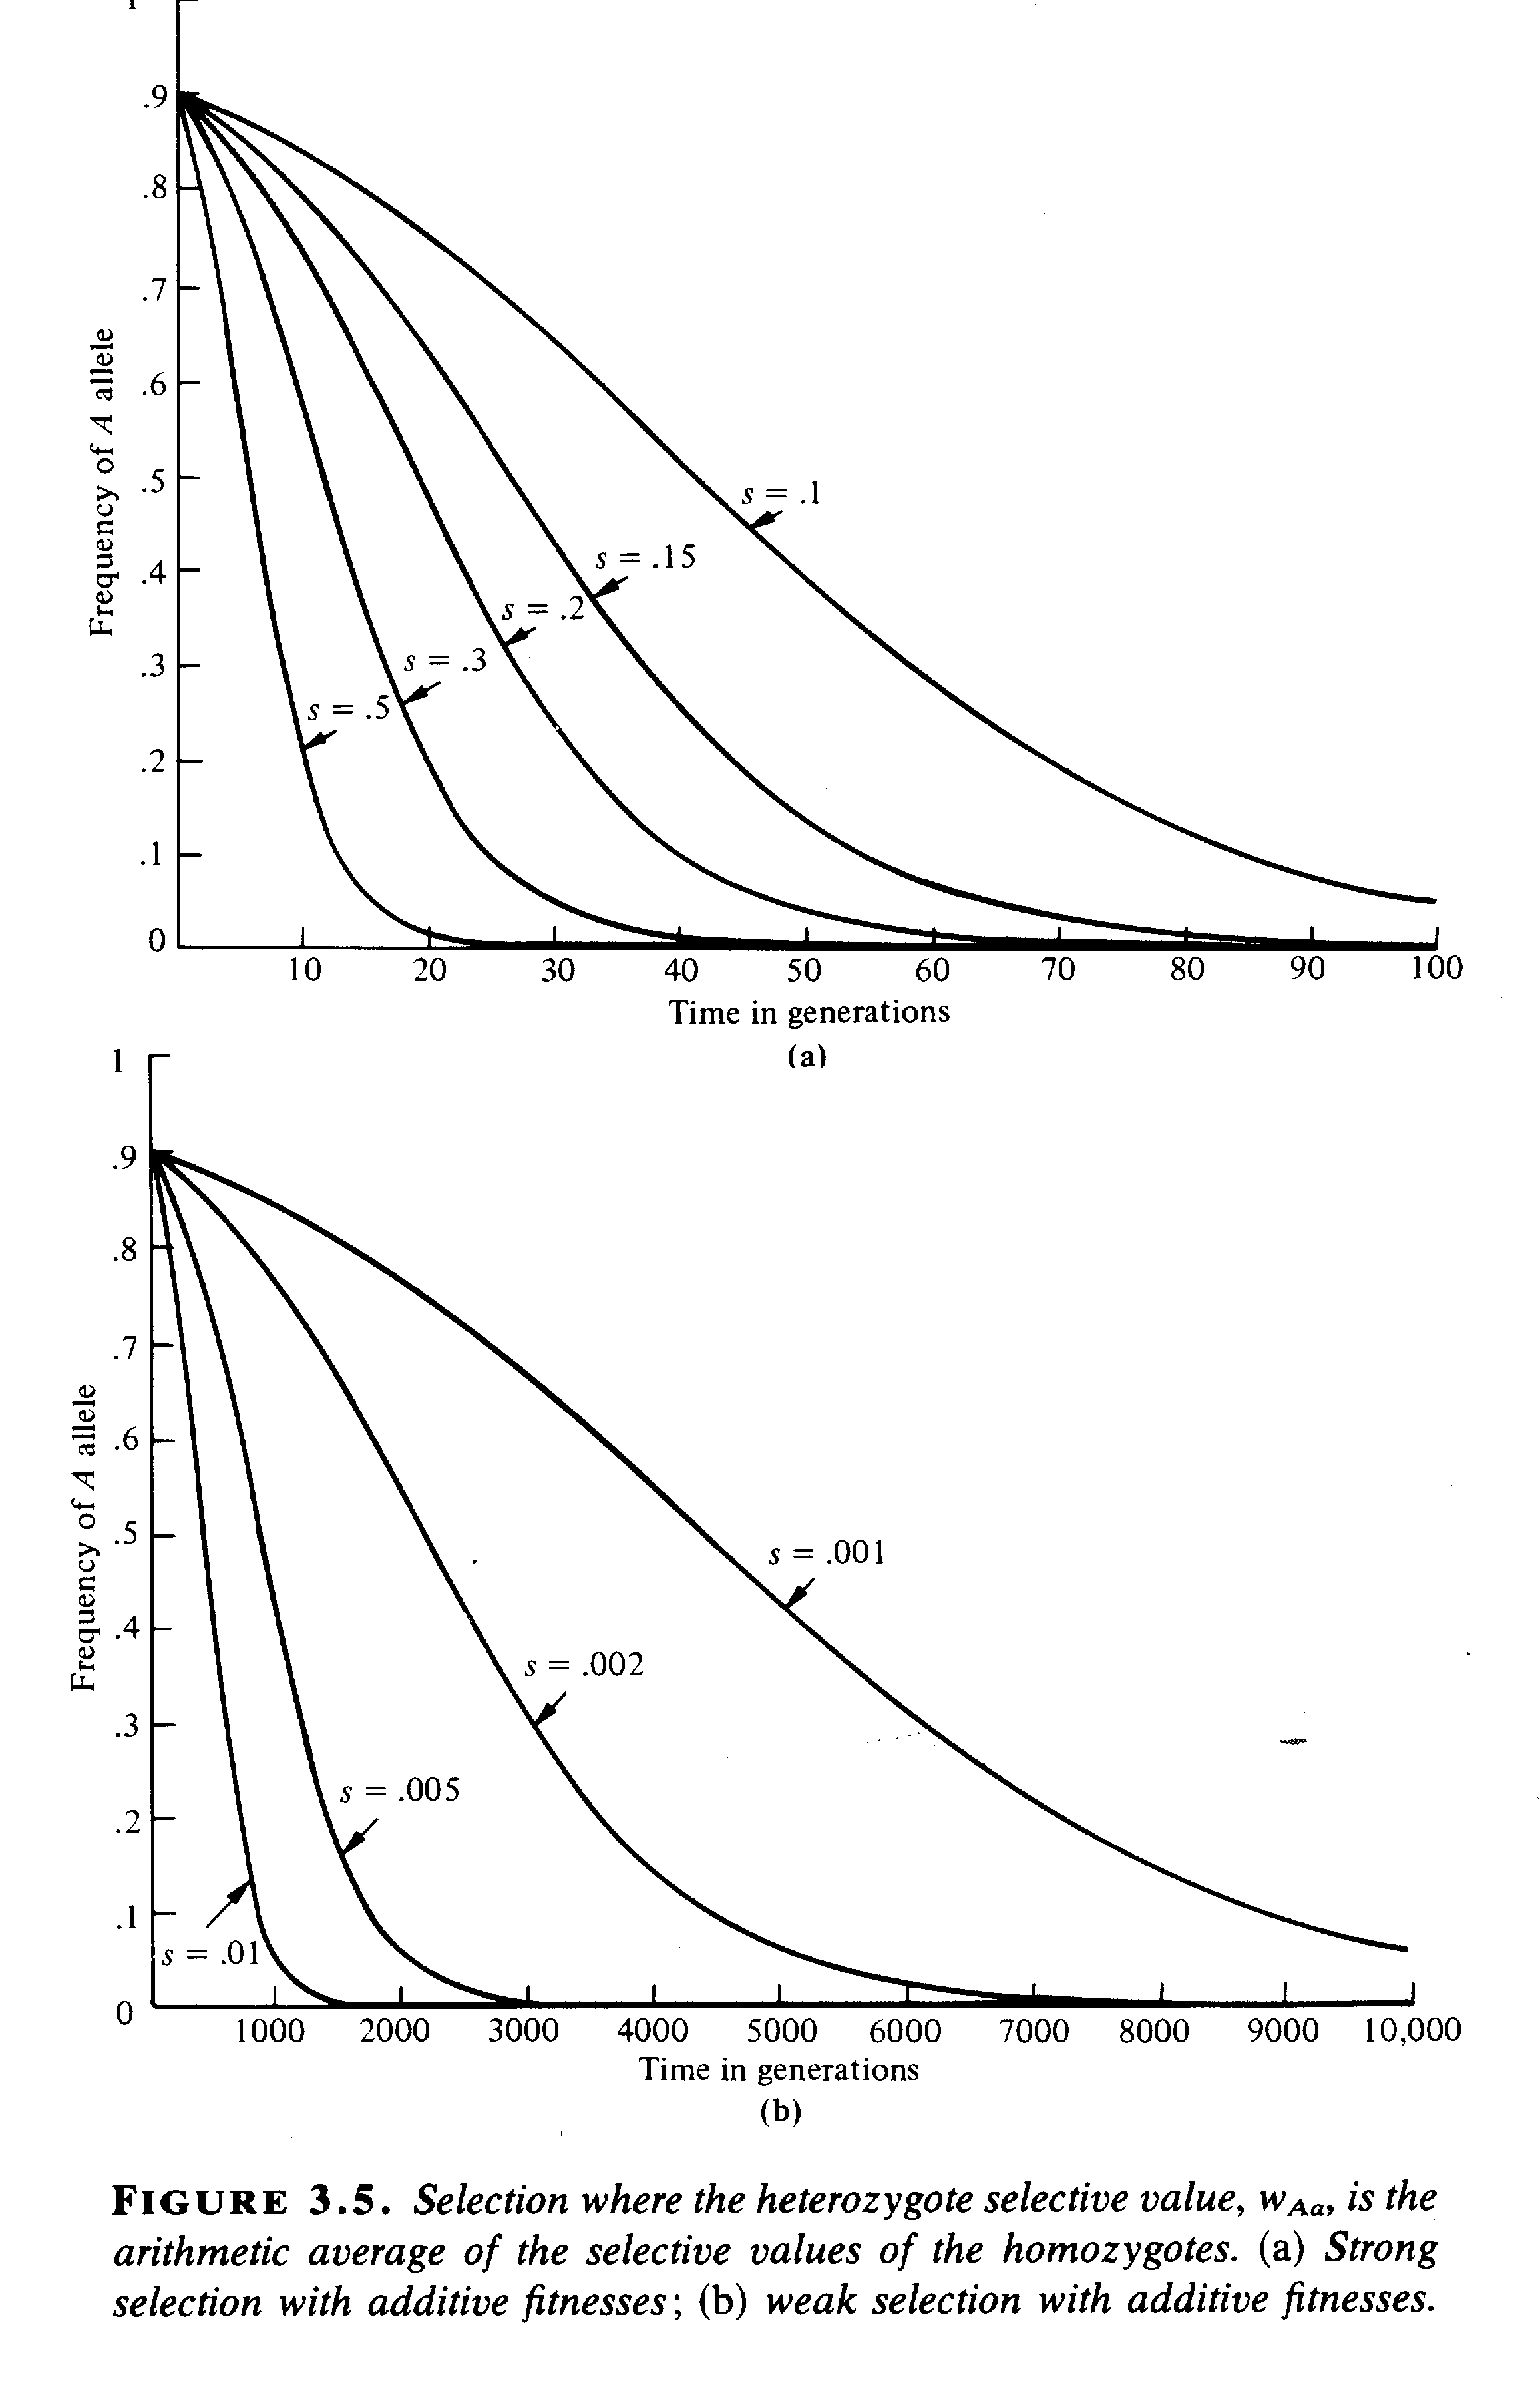 1
.9
.8
.7
.6
.5
.4
.3
.2
.1
0
Frequency of A allele
s = .1
s = .15
s = .2
s = .3
s = .5
10 20 30 40 50 60 70 80 90 100
Time in generations
(a)
1
.9
.8
.7
.6
.5
.4
.3
.2
.1
0
Frequency of A allele
s = .001
s = .002
s = .005
s = .01
1000 2000 3000 4000 5000 6000 7000 8000 9000 10,000
Time in generations
(b)
FIGURE 3.5. Selection where the heterozygote selective value, wAa, is the
arithmetic average of the selective values of the homozygotes. (a) Strong
selection with additive fitnesses; (b) weak selection with additive fitnesses.